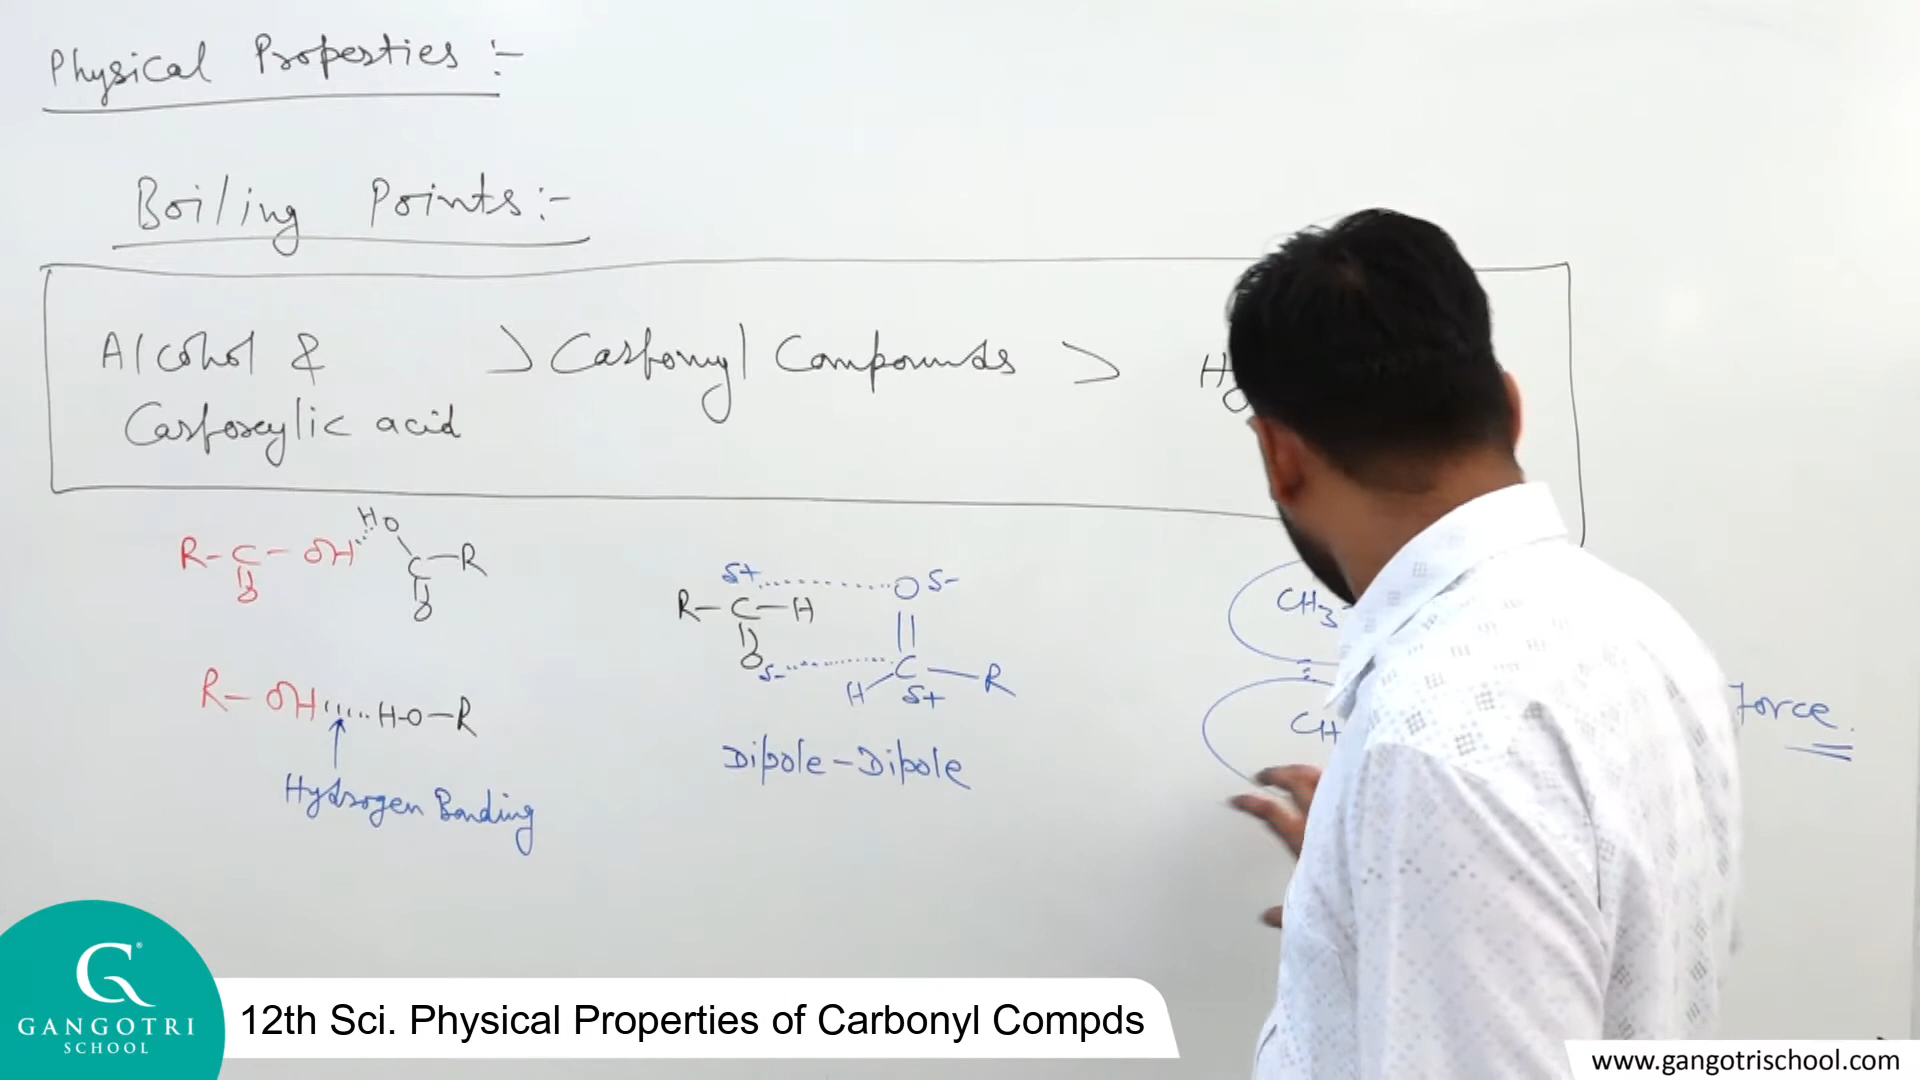 Physical Properties :-
Boiling Points :-
Alcohol & > Carbonyl Compounds >
Carboxylic acid
R-C-OH HO
C-R
O O
δ+ O δ-
R-C-H
O δ- C-R
H δ+
CH3
R-OH.....H-O-R
Force.
Dipole-Dipole
Hydrogen Bonding
GANGOTRI
SCHOOL
12th Sci. Physical Properties of Carbonyl Compds
www.gangotrischool.com